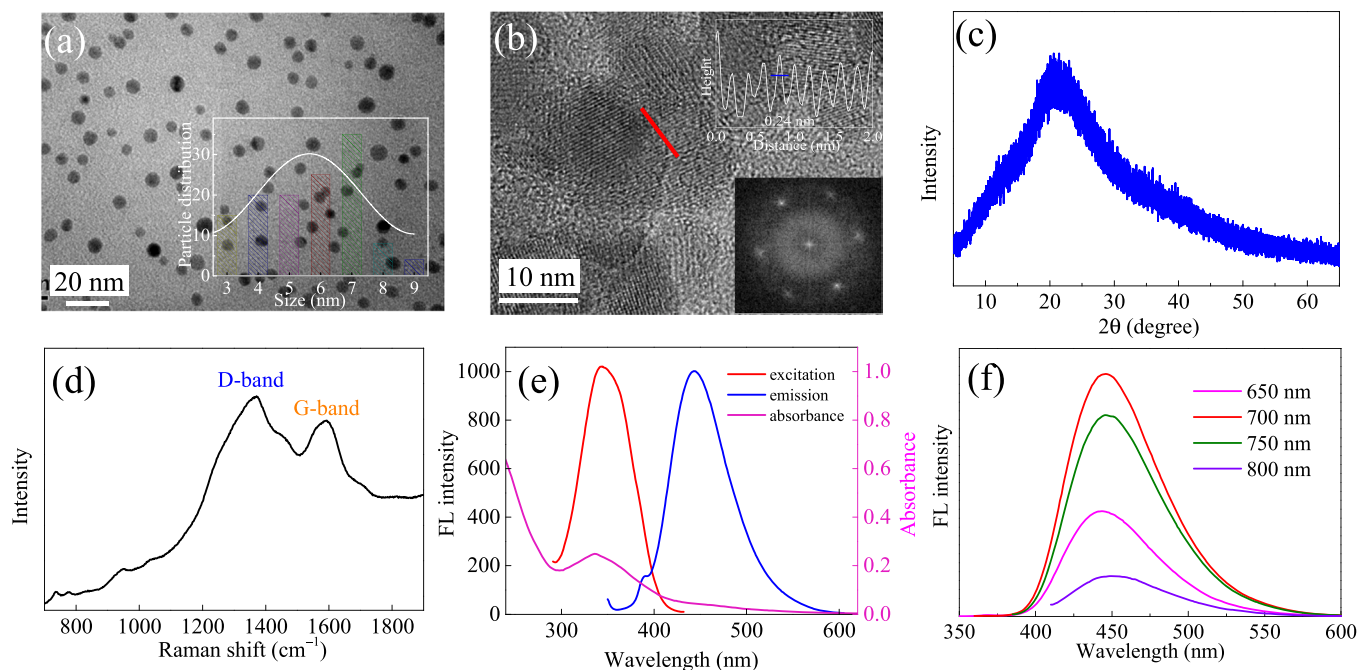 (a)
Particle distribution
30
20
10
0
3 4 5 6 7 8 9
Size (nm)
20 nm
(b)
Height
0.24 nm
0.0 0.5 1.0 1.5 2.0
Distance (nm)
10 nm
(c)
Intensity
10 20 30 40 50 60
2θ (degree)
(d)
D-band
G-band
Intensity
800 1000 1200 1400 1600 1800
Raman shift (cm⁻¹)
(e)
excitation
emission
absorbance
FL intensity
1000
800
600
400
200
0
Absorbance
1.0
0.8
0.6
0.4
0.2
0.0
300 400 500 600
Wavelength (nm)
(f)
650 nm
700 nm
750 nm
800 nm
FL intensity
350 400 450 500 550 600
Wavelength (nm)